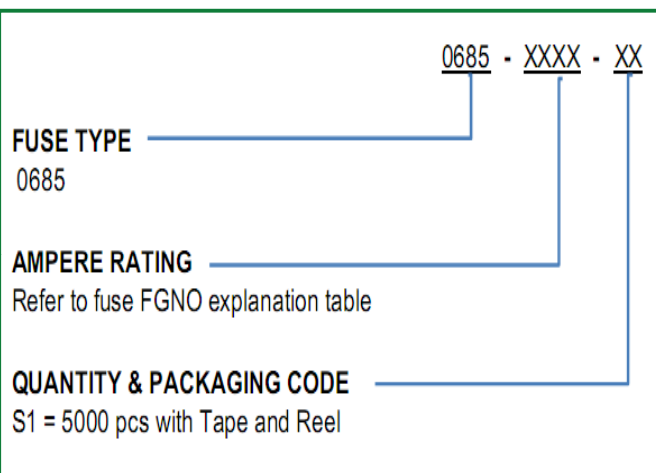 0685 - XXXX - XX
FUSE TYPE
0685
AMPERE RATING
Refer to fuse FGNO explanation table
QUANTITY & PACKAGING CODE
S1 = 5000 pcs with Tape and Reel